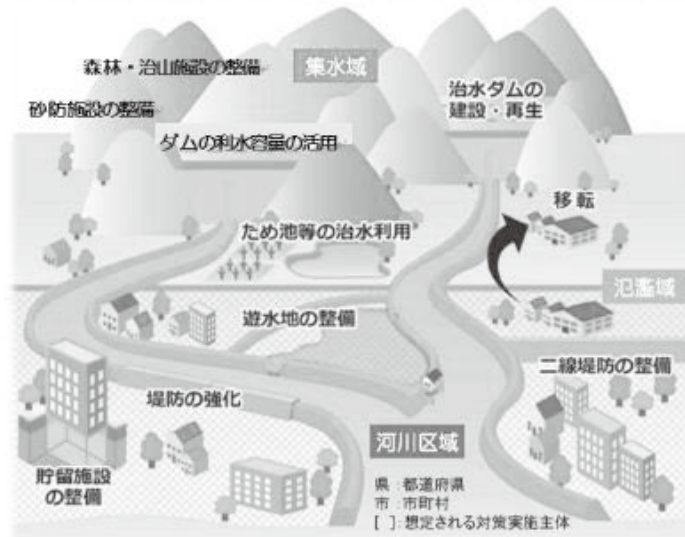 森林・治山施設の整備
集水域
砂防施設の整備
治水ダムの
建設・再生
ダムの利水容量の活用
移転
ため池等の治水利用
氾濫域
遊水地の整備
二線堤防の整備
堤防の強化
河川区域
貯留施設
の整備
県：都道府県
市：市町村
[ ]：想定される対策実施主体